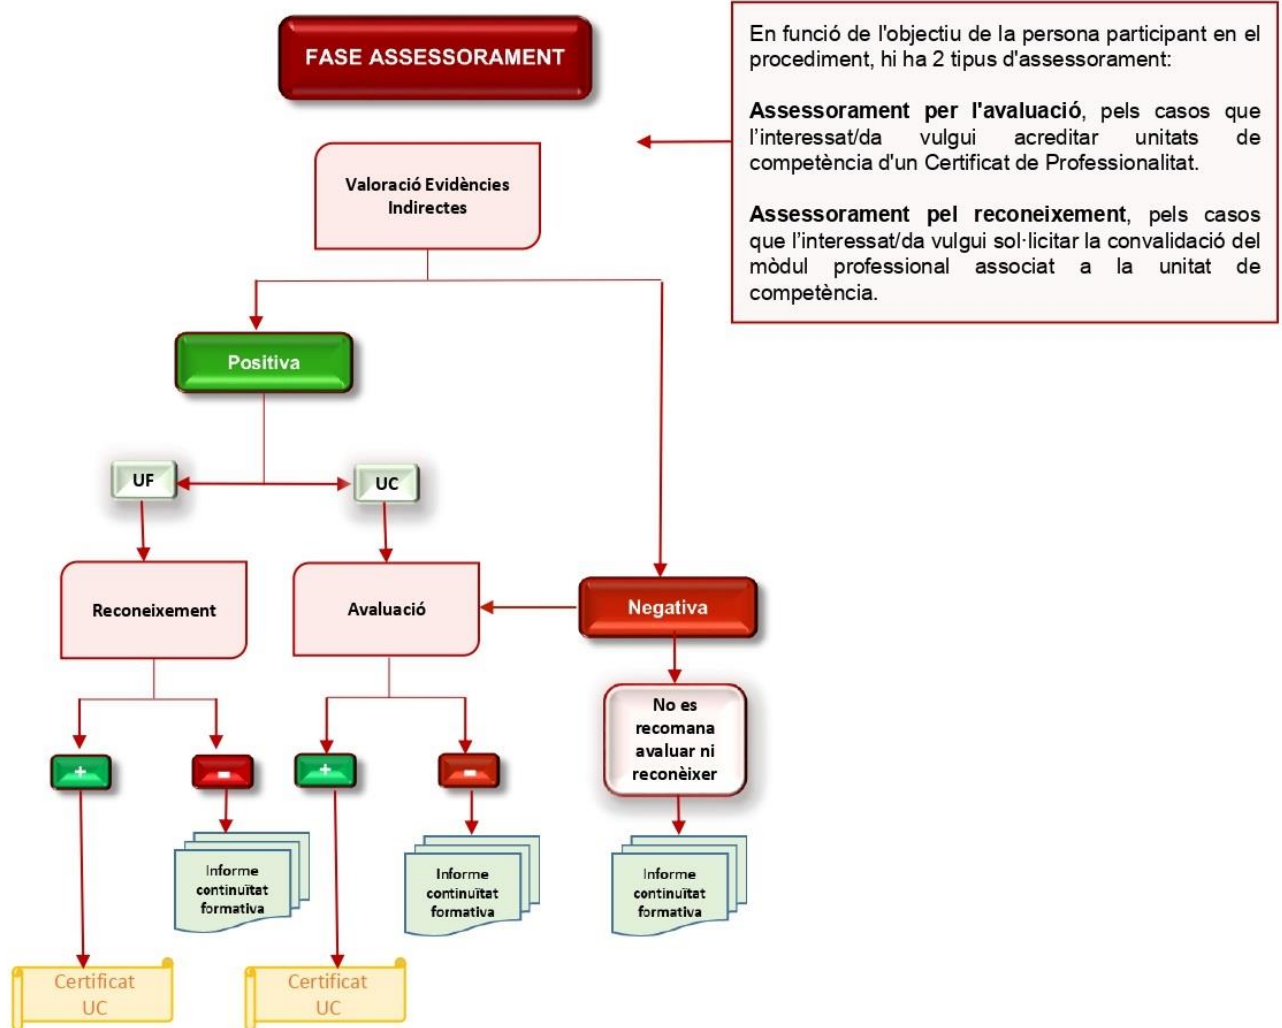 FASE ASSESSORAMENT
En funció de l'objectiu de la persona participant en el
procediment, hi ha 2 tipus d'assessorament:
Assessorament per l'avaluació, pels casos que
l’interessat/da vulgui acreditar unitats de
competència d'un Certificat de Professionalitat.
Assessorament pel reconeixement, pels casos
que l’interessat/da vulgui sol·licitar la convalidació del
mòdul professional associat a la unitat de
competència.
Valoració Evidències
Indirectes
Positiva
UF
UC
Reconeixement
Avaluació
Negativa
No es
recomana
avaluar ni
reconèixer
+
-
+
-
Informe
continuïtat
formativa
Informe
continuïtat
formativa
Informe
continuïtat
formativa
Certificat
UC
Certificat
UC